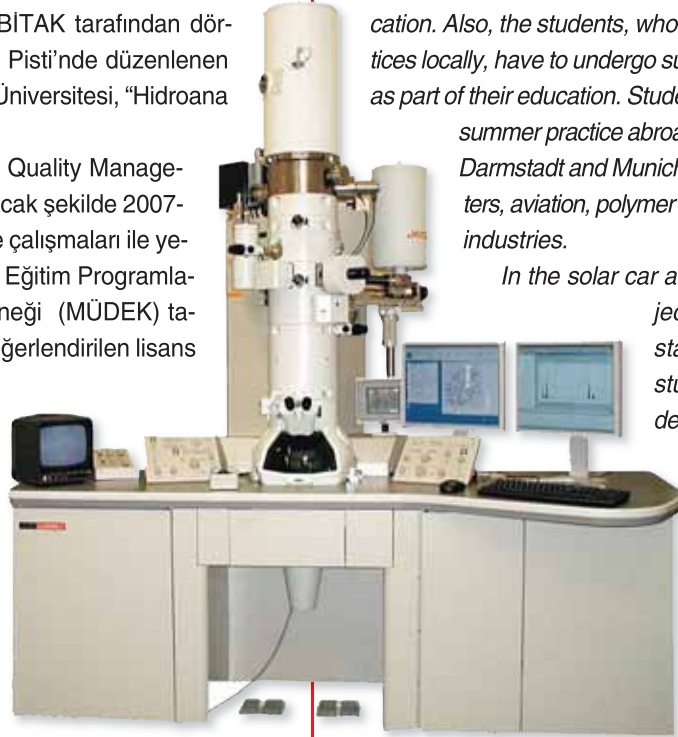 BİTAK tarafından dör-
Pisti’nde düzenlenen
Üniversitesi, “Hidroana
Quality Manage-
cak şekilde 2007-
e çalışmaları ile ye-
Eğitim Programla-
neği (MÜDEK) ta-
eğerlendirilen lisans
cation. Also, the students, who
tices locally, have to undergo su
as part of their education. Stude
summer practice abroa
Darmstadt and Munich
ters, aviation, polymer
industries.
In the solar car a
jec
sta
stu
de